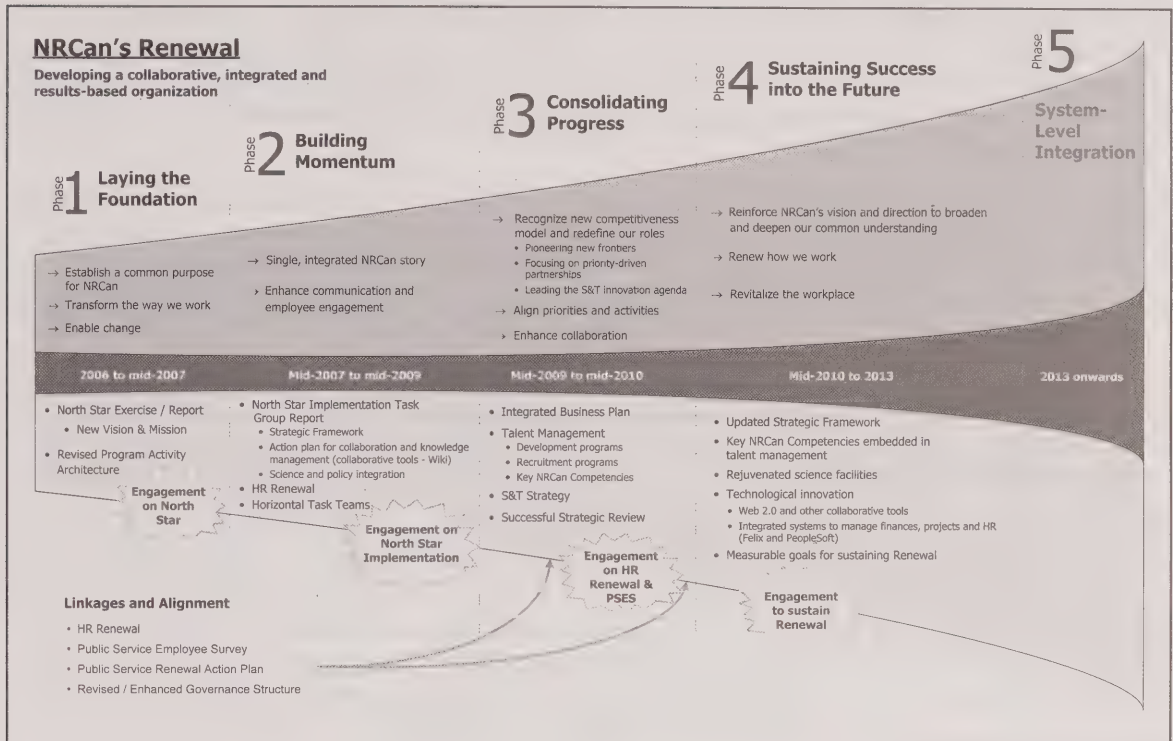 NRCan's Renewal
Developing a collaborative, integrated and
results-based organization
Phase 1
Laying the
Foundation
Phase 2
Building
Momentum
Phase 3
Consolidating
Progress
Phase 4
Sustaining Success
into the Future
Phase 5
System-
Level
Integration
→ Establish a common purpose
for NRCan
→ Transform the way we work
→ Enable change
→ Single, integrated NRCan story
› Enhance communication and
employee engagement
→ Recognize new competitiveness
model and redefine our roles
• Pioneering new frontiers
• Focusing on priority-driven
partnerships
• Leading the S&T innovation agenda
→ Align priorities and activities
› Enhance collaboration
→ Reinforce NRCan's vision and direction to broaden
and deepen our common understanding
→ Renew how we work
→ Revitalize the workplace
2006 to mid-2007
Mid-2007 to mid-2009
Mid-2009 to mid-2010
Mid-2010 to 2013
2013 onwards
• North Star Exercise / Report
• New Vision & Mission
• Revised Program Activity
Architecture
Engagement
on North
Star
• North Star Implementation Task
Group Report
• Strategic Framework
• Action plan for collaboration and knowledge
management (collaborative tools - Wiki)
• Science and policy integration
• HR Renewal
• Horizontal Task Teams
Engagement on
North Star
Implementation
• Integrated Business Plan
• Talent Management
• Development programs
• Recruitment programs
• Key NRCan Competencies
• S&T Strategy
• Successful Strategic Review
Engagement
on HR
Renewal &
PSES
• Updated Strategic Framework
• Key NRCan Competencies embedded in
talent management
• Rejuvenated science facilities
• Technological innovation
• Web 2.0 and other collaborative tools
• Integrated systems to manage finances, projects and HR
(Felix and PeopleSoft)
• Measurable goals for sustaining Renewal
Engagement
to sustain
Renewal
Linkages and Alignment
• HR Renewal
• Public Service Employee Survey
• Public Service Renewal Action Plan
• Revised / Enhanced Governance Structure